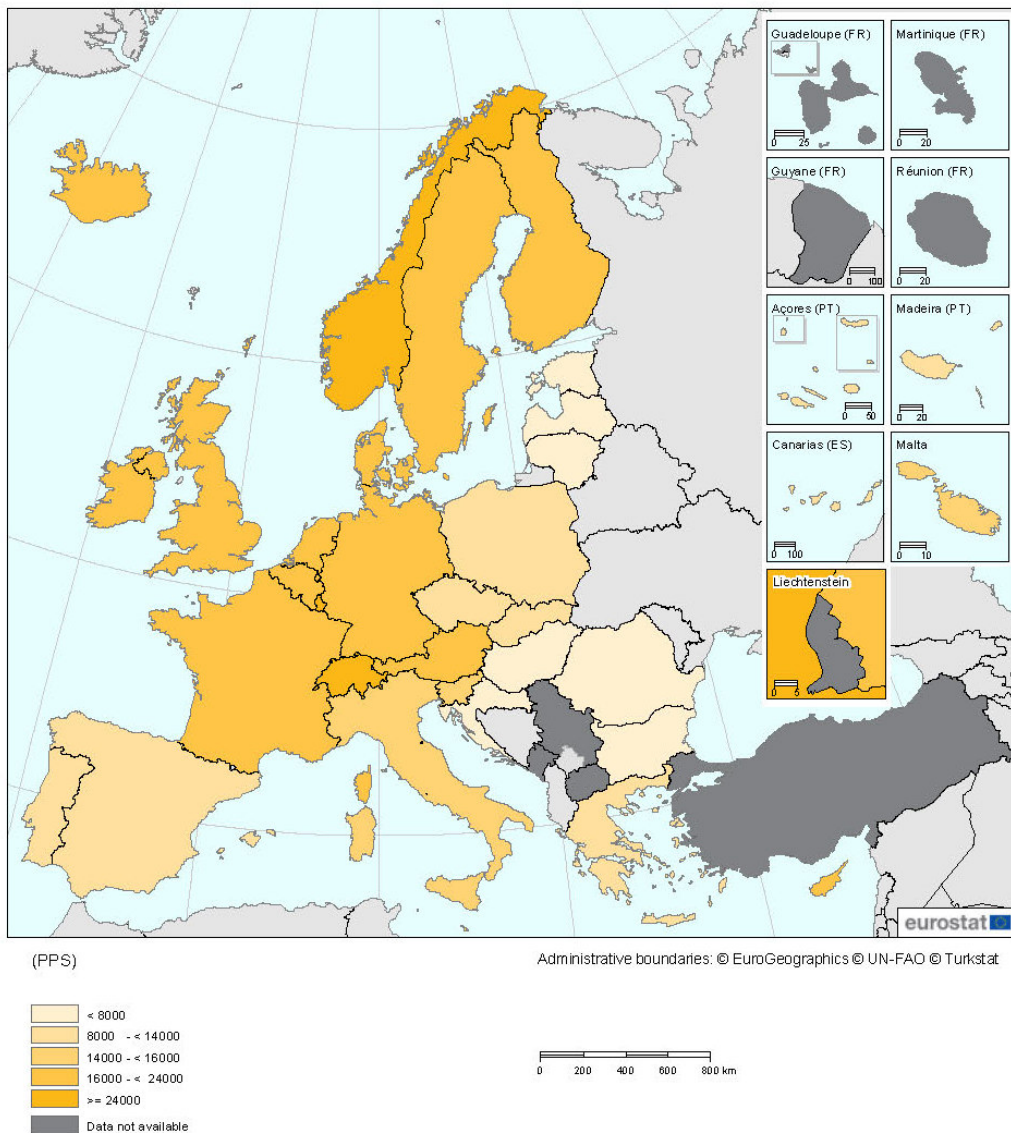 Guadeloupe (FR)
0 25
Martinique (FR)
0 20
Guyane (FR)
0 100
Réunion (FR)
0 20
Açores (PT)
0 50
Madeira (PT)
0 20
Canarias (ES)
0 100
Malta
0 10
Liechtenstein
eurostat
(PPS)
Administrative boundaries: © EuroGeographics © UN-FAO © Turkstat
< 8000
8000 - < 14000
14000 - < 16000
16000 - < 24000
>= 24000
Data not available
0 200 400 600 800 km